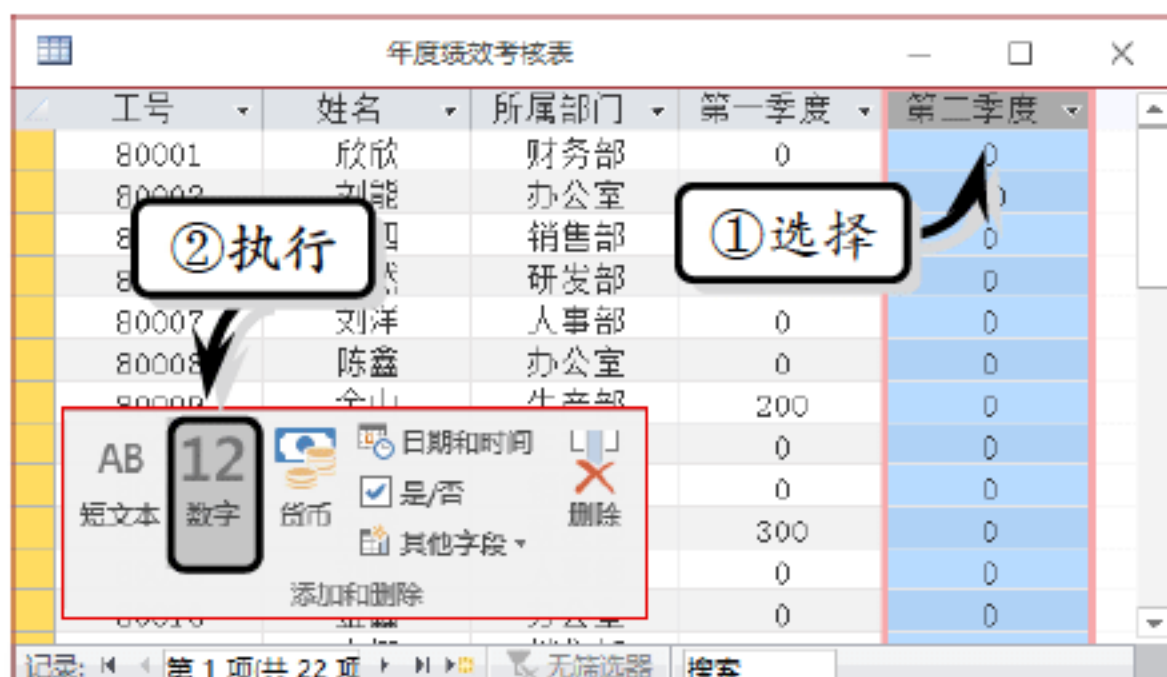 年度绩效考核表
工号 姓名 所属部门 第一季度 第二季度
80001 欣欣 财务部 0 0
办公室
销售部 0
研发部 0
80007 刘洋 人事部 0 0
80008 陈鑫 办公室 0 0
200 0
0 0
0 0
300 0
0 0
0 0
①选择
②执行
AB 短文本
12 数字
货币
日期和时间
是/否
其他字段
删除
添加和删除
记录: 第 1 项(共 22 项 无筛选器 搜索